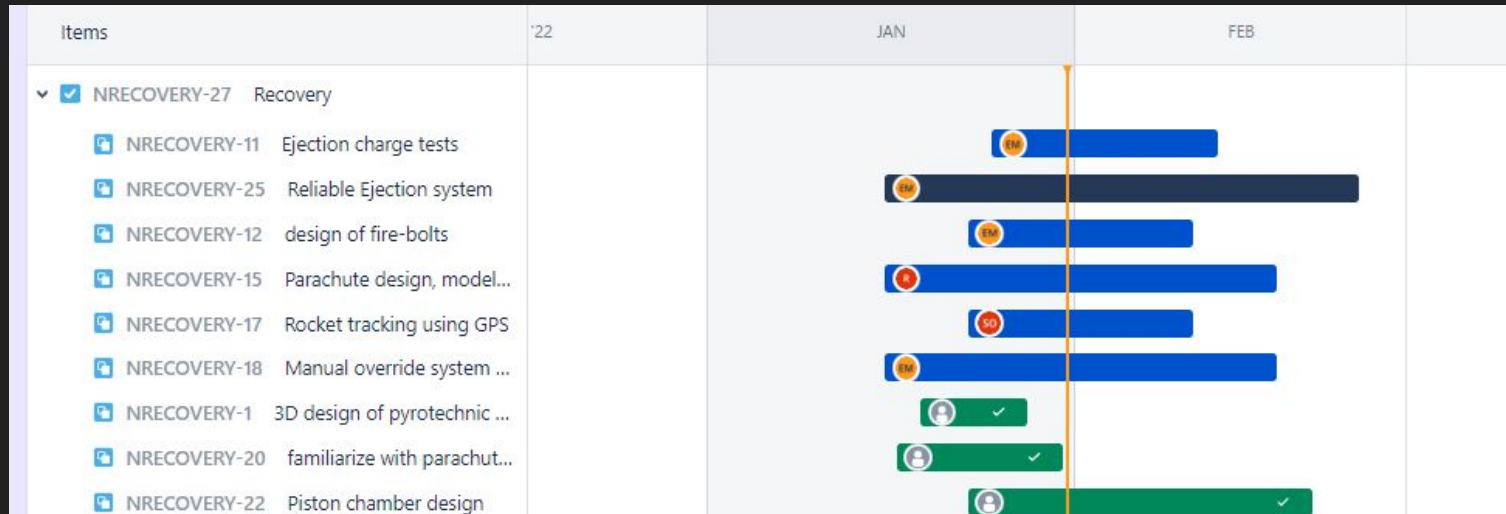 Items '22 JAN FEB
NRECOVERY-27 Recovery
NRECOVERY-11 Ejection charge tests EM
NRECOVERY-25 Reliable Ejection system EM
NRECOVERY-12 design of fire-bolts EM
NRECOVERY-15 Parachute design, model... R
NRECOVERY-17 Rocket tracking using GPS SO
NRECOVERY-18 Manual override system ... EM
NRECOVERY-1 3D design of pyrotechnic ...
NRECOVERY-20 familiarize with parachut...
NRECOVERY-22 Piston chamber design